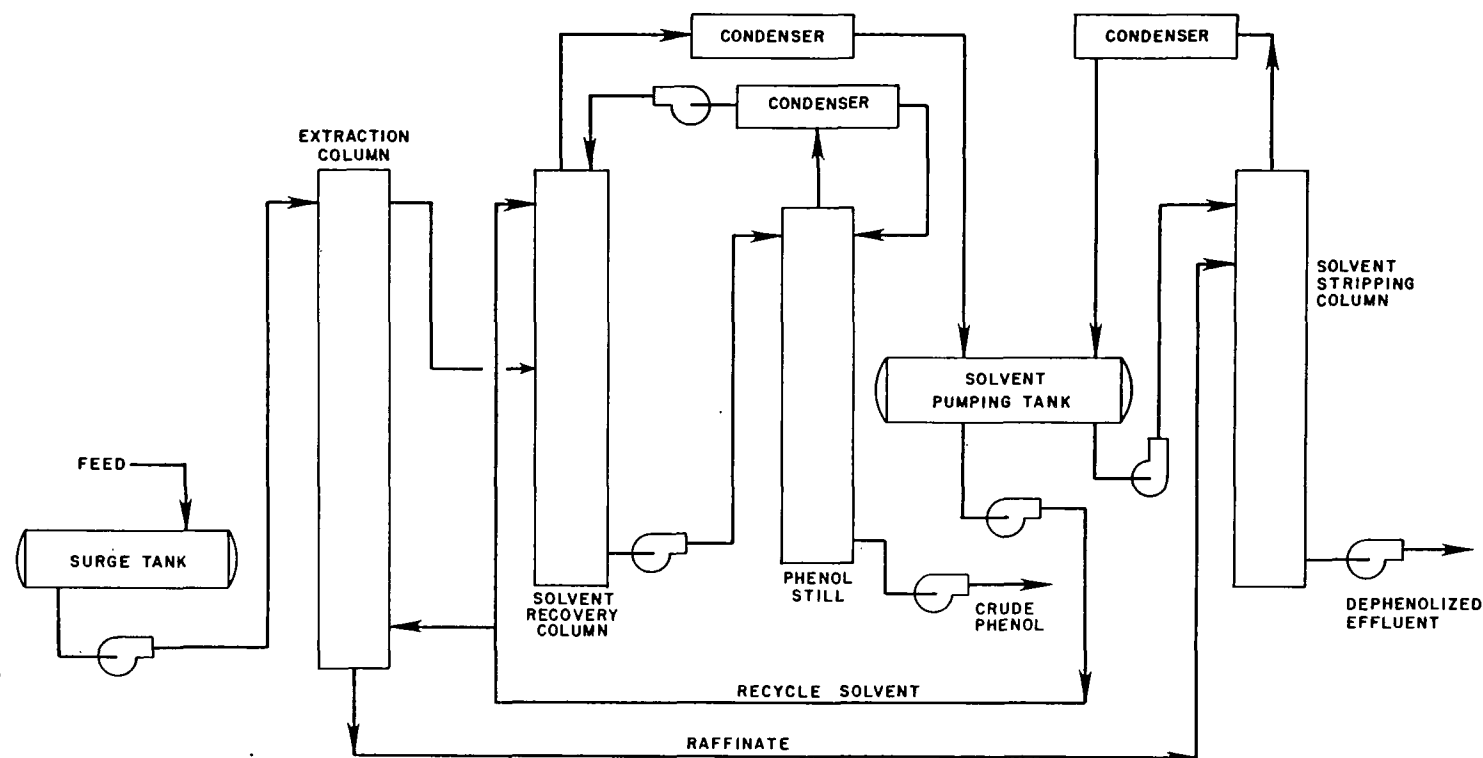 CONDENSER
CONDENSER
CONDENSER
EXTRACTION
COLUMN
SOLVENT
STRIPPING
COLUMN
SOLVENT
PUMPING TANK
FEED
SURGE TANK
SOLVENT
RECOVERY
COLUMN
PHENOL
STILL
CRUDE
PHENOL
DEPHENOLIZED
EFFLUENT
RECYCLE SOLVENT
RAFFINATE